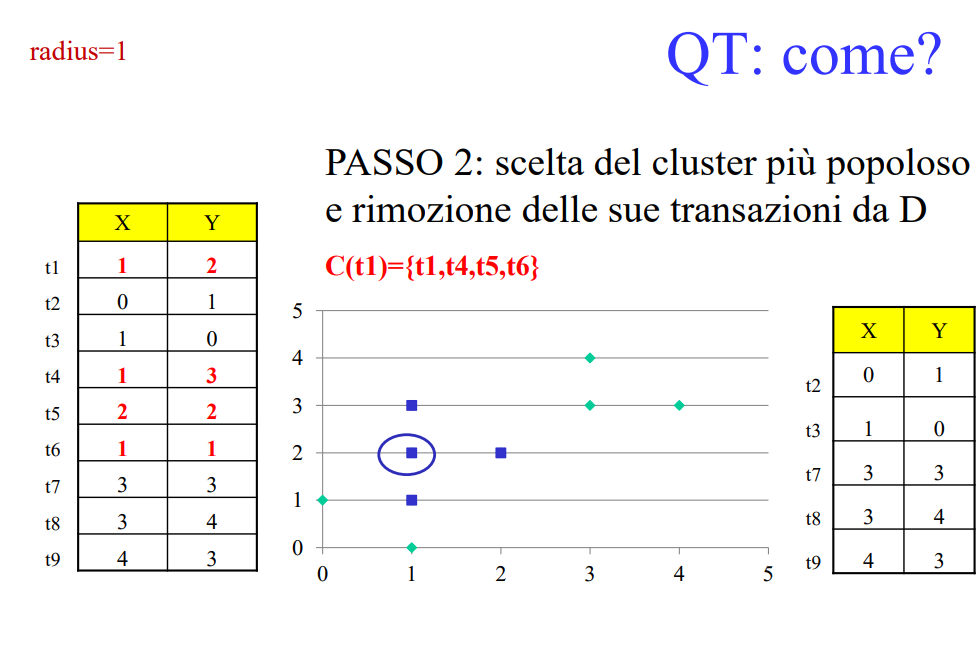 radius=1
QT: come?
PASSO 2: scelta del cluster più popoloso
e rimozione delle sue transazioni da D
C(t1)={t1,t4,t5,t6}
X Y
t1 1 2
t2 0 1
t3 1 0
t4 1 3
t5 2 2
t6 1 1
t7 3 3
t8 3 4
t9 4 3
5
4
3
2
1
0
0 1 2 3 4 5
X Y
t2 0 1
t3 1 0
t7 3 3
t8 3 4
t9 4 3